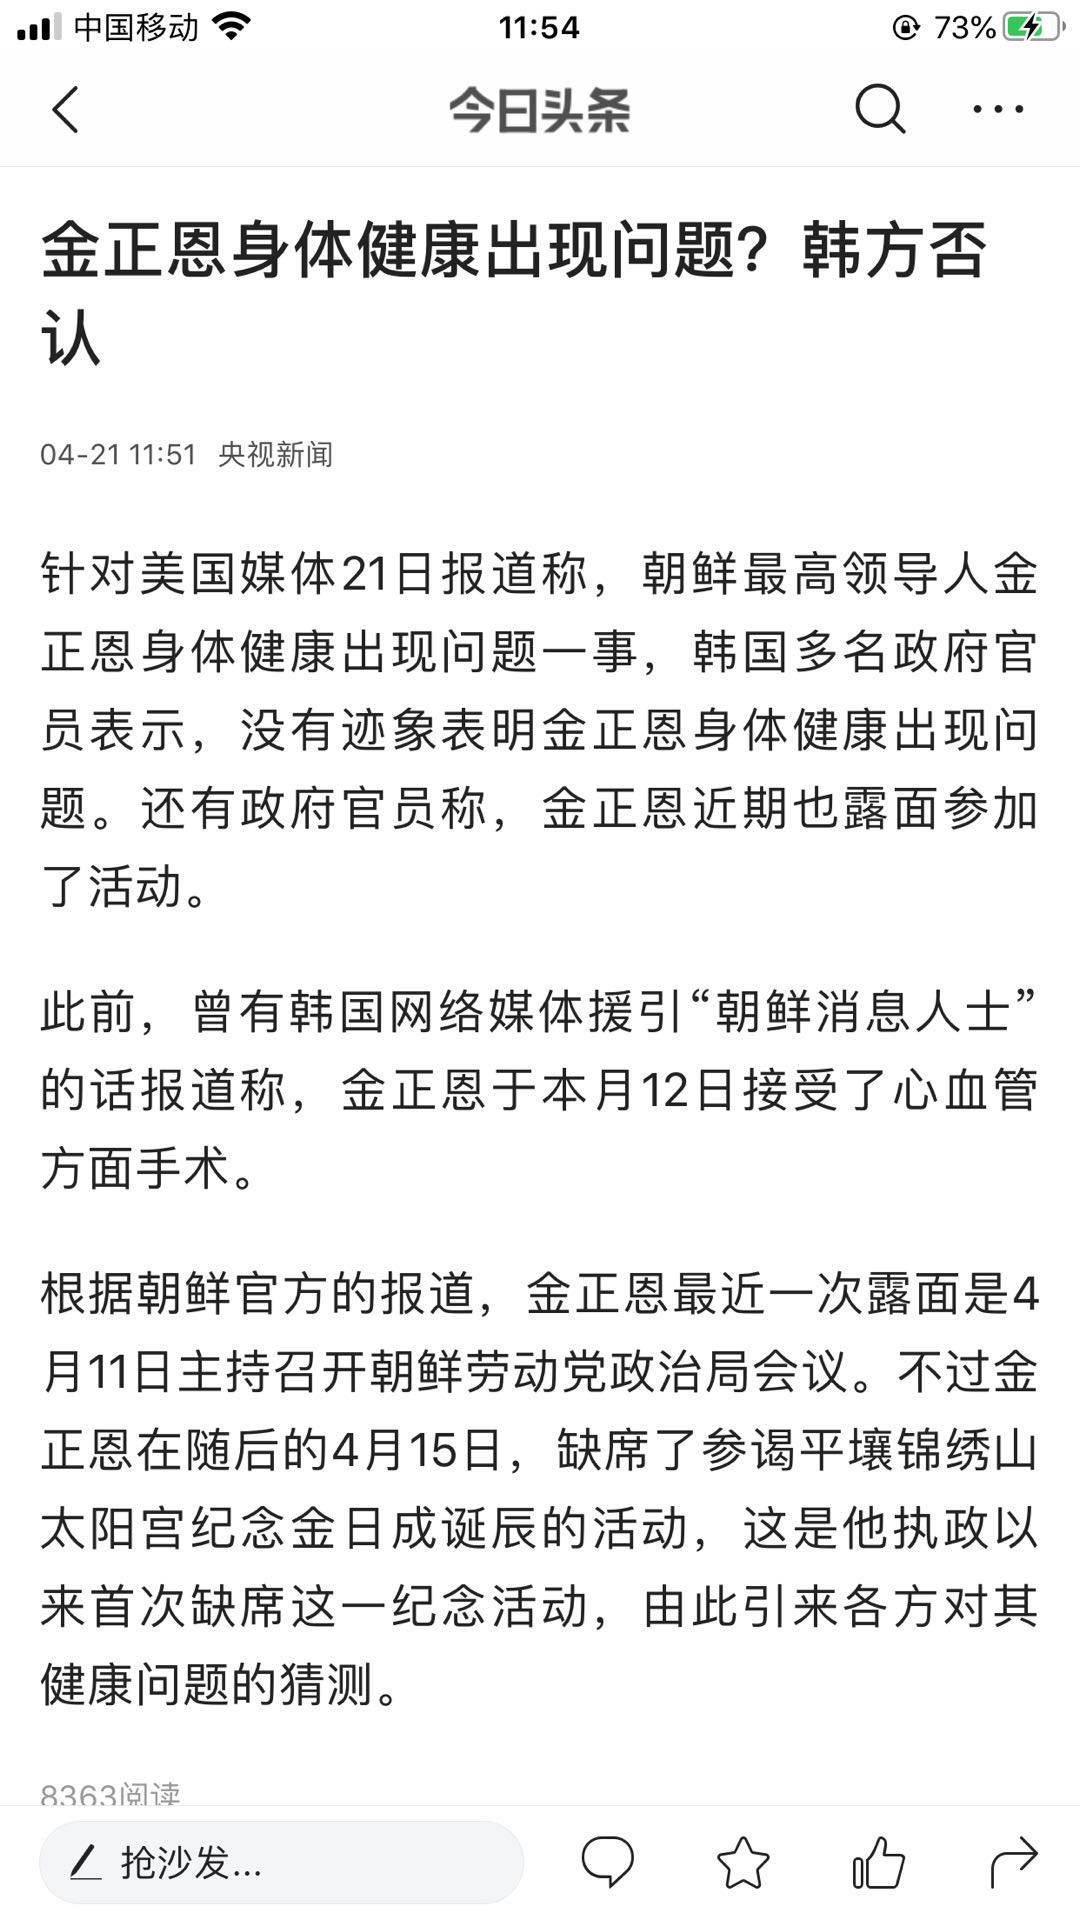 中国移动
11:54
73%
今日头条
金正恩身体健康出现问题？韩方否
认
04-21 11:51 央视新闻
针对美国媒体21日报道称，朝鲜最高领导人金
正恩身体健康出现问题一事，韩国多名政府官
员表示，没有迹象表明金正恩身体健康出现问
题。还有政府官员称，金正恩近期也露面参加
了活动。
此前，曾有韩国网络媒体援引“朝鲜消息人士”
的话报道称，金正恩于本月12日接受了心血管
方面手术。
根据朝鲜官方的报道，金正恩最近一次露面是4
月11日主持召开朝鲜劳动党政治局会议。不过金
正恩在随后的4月15日，缺席了参谒平壤锦绣山
太阳宫纪念金日成诞辰的活动，这是他执政以
来首次缺席这一纪念活动，由此引来各方对其
健康问题的猜测。
8363阅读
抢沙发...